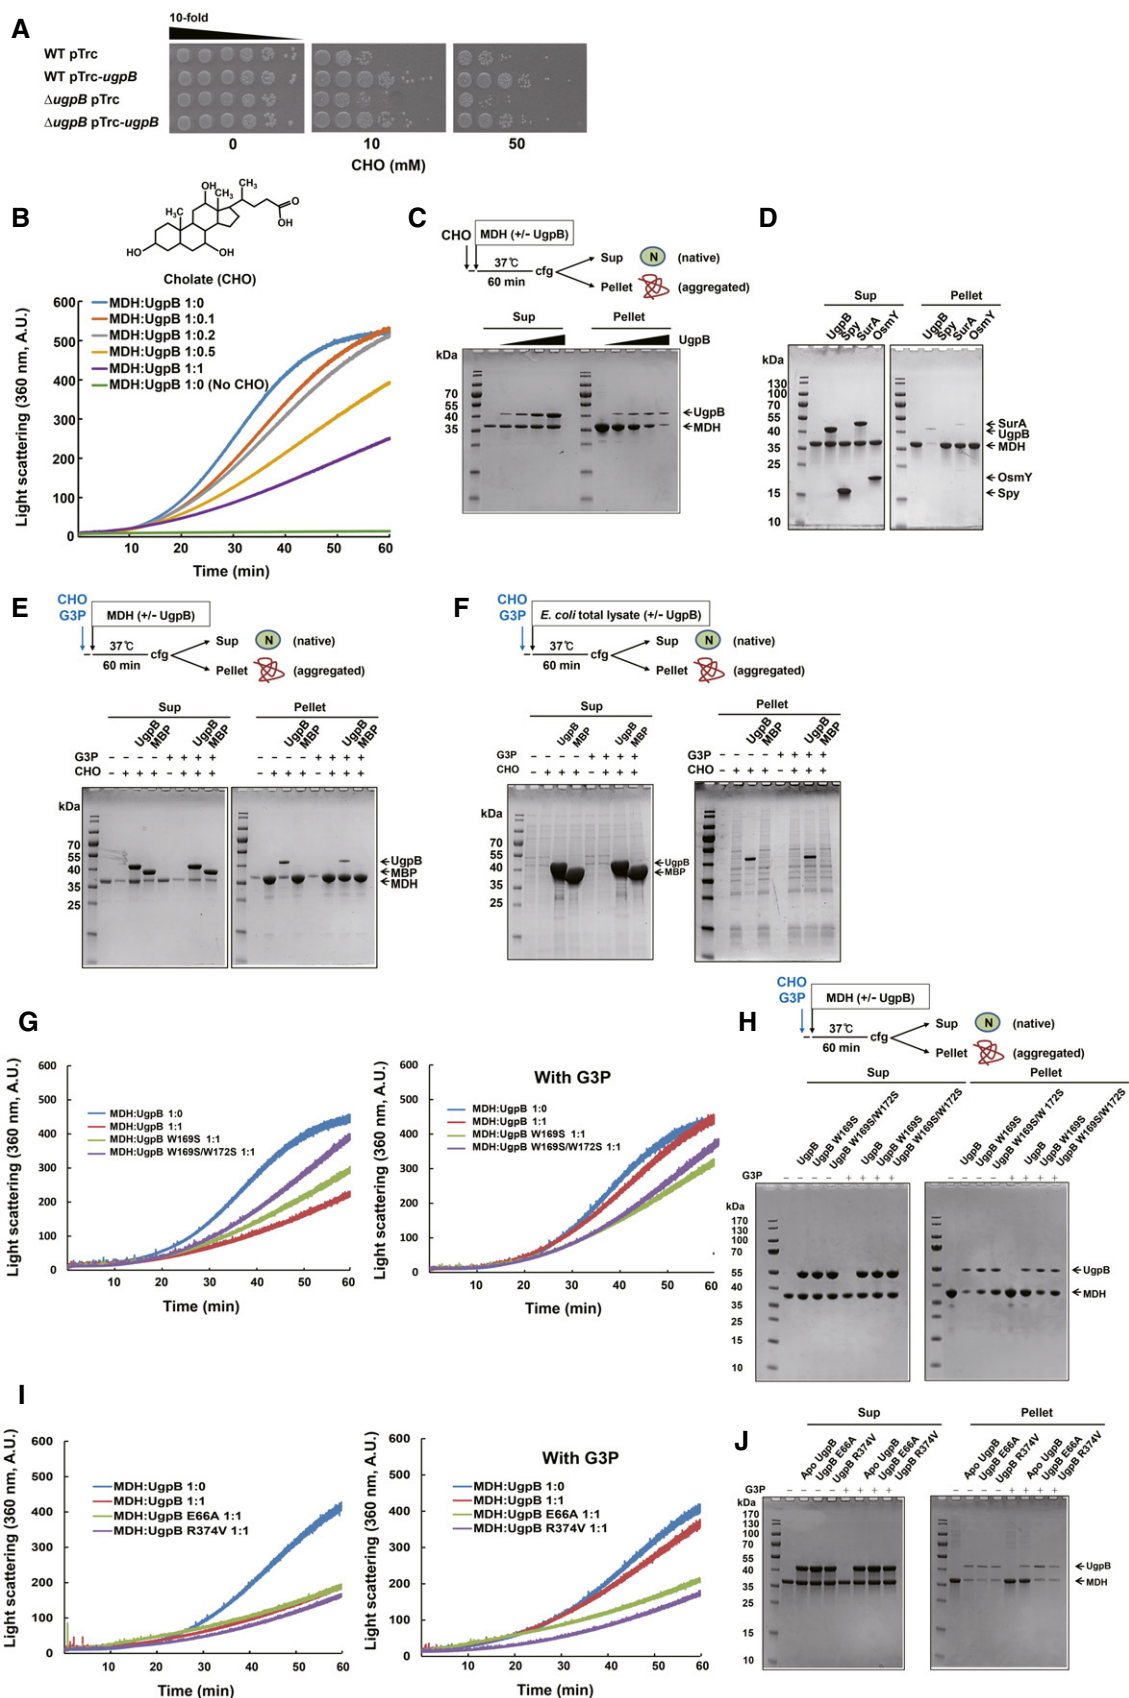 A
10-fold
WT pTrc
WT pTrc-ugpB
ΔugpB pTrc
ΔugpB pTrc-ugpB
0
10
50
CHO (mM)
B
OH
CH₃
CH₃
H₃C
O
OH
HO
OH
Cholate (CHO)
Light scattering (360 nm, A.U.)
600
500
400
300
200
100
0
MDH:UgpB 1:0
MDH:UgpB 1:0.1
MDH:UgpB 1:0.2
MDH:UgpB 1:0.5
MDH:UgpB 1:1
MDH:UgpB 1:0 (No CHO)
10 20 30 40 50 60
Time (min)
C
CHO
MDH (+/- UgpB)
37℃
60 min
cfg
Sup N (native)
Pellet (aggregated)
Sup Pellet
UgpB
kDa
70
55
40
35
UgpB
MDH
D
Sup Pellet
UgpB Spy SurA OsmY
UgpB Spy SurA OsmY
kDa
130
100
70
55
40
35
25
15
10
SurA
UgpB
MDH
OsmY
Spy
E
CHO
G3P
MDH (+/- UgpB)
37℃
60 min
cfg
Sup N (native)
Pellet (aggregated)
Sup Pellet
UgpB MBP UgpB MBP UgpB MBP UgpB MBP
G3P - - - - + + + + - - - - + + + +
CHO - + + + - + + + - + + + - + + +
kDa
70
55
40
35
25
UgpB
MBP
MDH
F
CHO
G3P
E. coli total lysate (+/- UgpB)
37℃
60 min
cfg
Sup N (native)
Pellet (aggregated)
Sup
UgpB MBP UgpB MBP
G3P - - - - + + + +
CHO - + + + - + + +
kDa
70
55
40
35
25
UgpB
MBP
Pellet
UgpB MBP UgpB MBP
G3P - - - - + + + +
CHO - + + + - + + +
kDa
70
55
40
35
25
G
Light scattering (360 nm, A.U.)
600
500
400
300
200
100
0
MDH:UgpB 1:0
MDH:UgpB 1:1
MDH:UgpB W169S 1:1
MDH:UgpB W169S/W172S 1:1
10 20 30 40 50 60
Time (min)
With G3P
Light scattering (360 nm, A.U.)
600
500
400
300
200
100
0
MDH:UgpB 1:0
MDH:UgpB 1:1
MDH:UgpB W169S 1:1
MDH:UgpB W169S/W172S 1:1
10 20 30 40 50 60
Time (min)
H
CHO
G3P
MDH (+/- UgpB)
37℃
60 min
cfg
Sup N (native)
Pellet (aggregated)
Sup Pellet
UgpB UgpB W169S UgpB W169S/W172S UgpB UgpB W169S UgpB W169S/W172S
UgpB UgpB W169S UgpB W169S/W 172S UgpB UgpB W169S UgpB W169S/W172S
G3P - - - - + + + + - - - - + + + +
kDa
170
130
100
70
55
40
35
25
15
10
UgpB
MDH
I
Light scattering (360 nm, A.U.)
600
500
400
300
200
100
0
MDH:UgpB 1:0
MDH:UgpB 1:1
MDH:UgpB E66A 1:1
MDH:UgpB R374V 1:1
10 20 30 40 50 60
Time (min)
With G3P
Light scattering (360 nm, A.U.)
600
500
400
300
200
100
0
MDH:UgpB 1:0
MDH:UgpB 1:1
MDH:UgpB E66A 1:1
MDH:UgpB R374V 1:1
10 20 30 40 50 60
Time (min)
J
Sup Pellet
Apo UgpB UgpB E66A UgpB R374V Apo UgpB UgpB E66A UgpB R374V
Apo UgpB UgpB E66A UgpB R374V Apo UgpB UgpB E66A UgpB R374V
G3P - - - - + + + + - - - - + + + +
kDa
170
130
100
70
55
40
35
25
15
10
UgpB
MDH